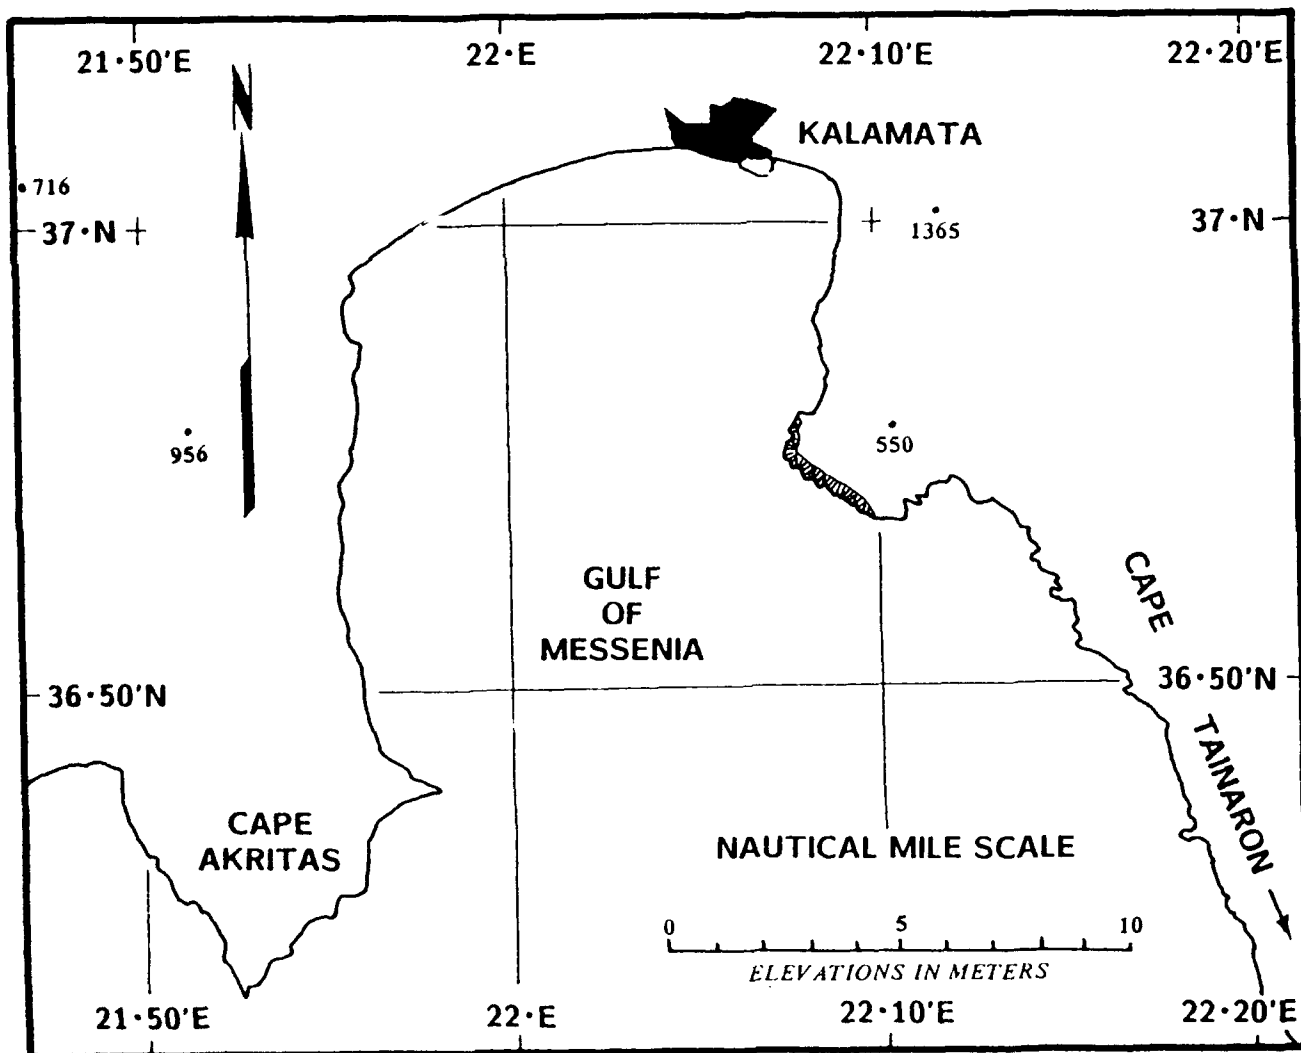 21·50'E 22·E 22·10'E 22·20'E
N
KALAMATA
716
37·N 1365 37·N
956 550
GULF
OF
MESSENIA
CAPE
36·50'N 36·50'N
TAINARON
CAPE
AKRITAS
NAUTICAL MILE SCALE
0 5 10
ELEVATIONS IN METERS
21·50'E 22·E 22·10'E 22·20'E